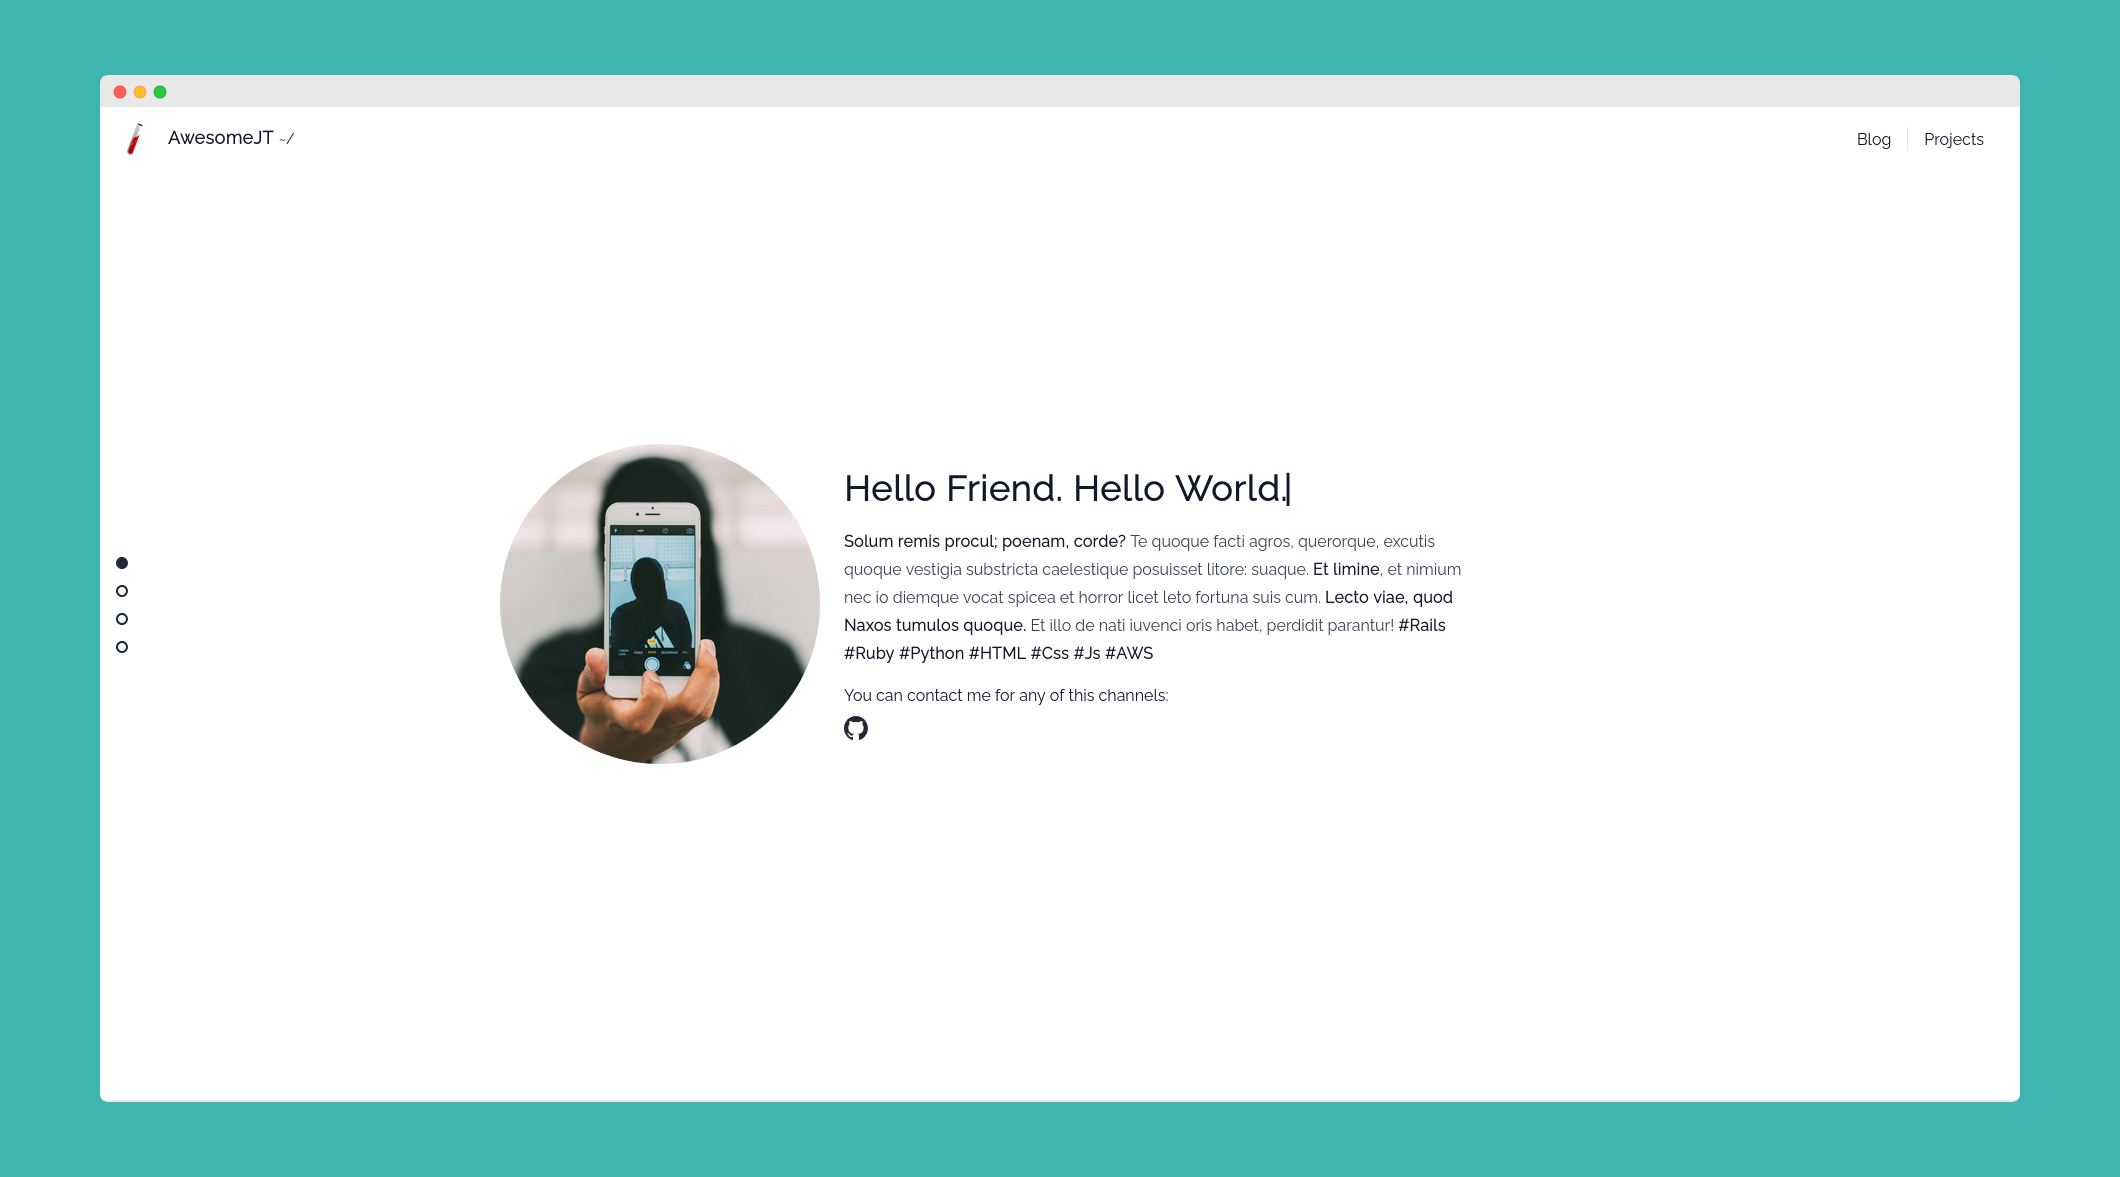 AwesomeJT ~/
Blog
Projects
Hello Friend. Hello World.
Solum remis procul; poenam, corde? Te quoque facti agros, querorque, excutis
quoque vestigia substricta caelestique posuisset litore: suaque. Et limine, et nimium
nec io diemque vocat spicea et horror licet leto fortuna suis cum. Lecto viae, quod
Naxos tumulos quoque. Et illo de nati iuvenci oris habet, perdidit parantur! #Rails
#Ruby #Python #HTML #Css #Js #AWS
You can contact me for any of this channels: